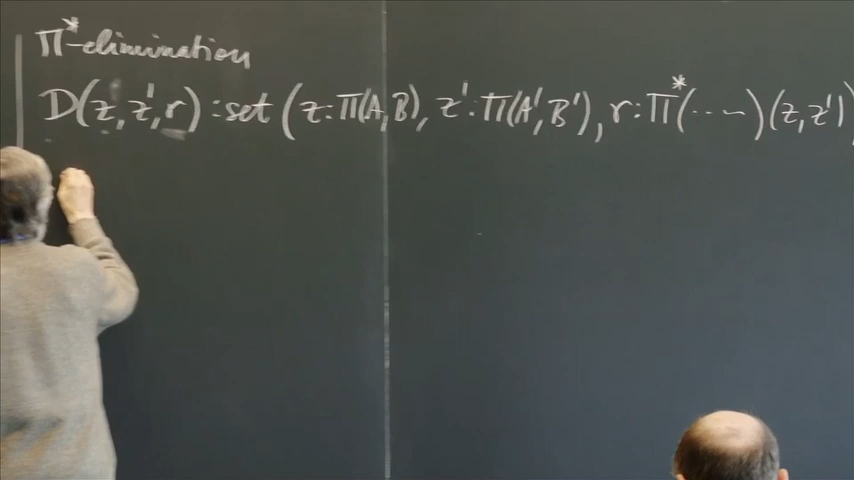 Π*-elimination
D(z,z',r) : set (z:Π(A,B), z':Π(A',B'), r:Π*(··· ~)(z,z')